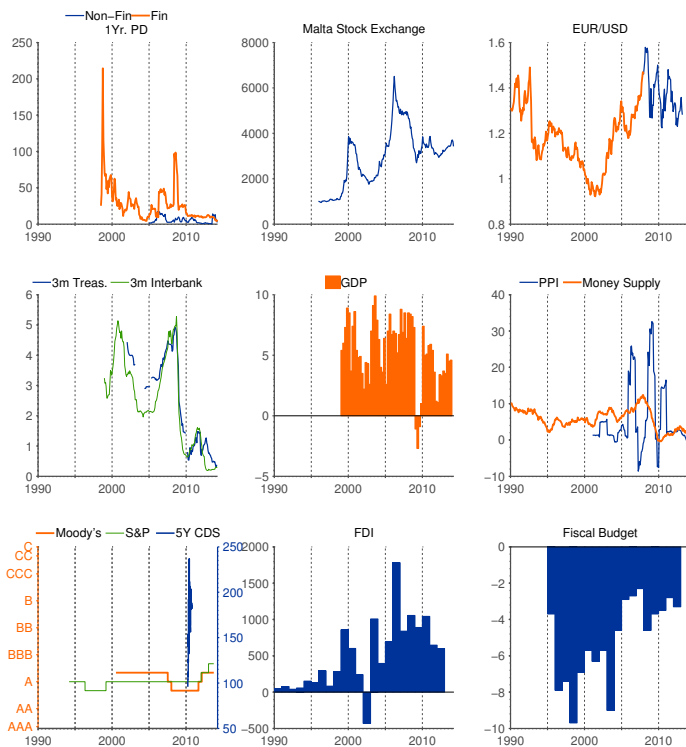 Non−Fin Fin
1Yr. PD
250
200
150
100
50
0
1990 2000 2010
Malta Stock Exchange
8000
6000
4000
2000
0
1990 2000 2010
EUR/USD
1.6
1.4
1.2
1
0.8
1990 2000 2010
3m Treas. 3m Interbank
6
5
4
3
2
1
0
1990 2000 2010
GDP
10
5
0
−5
1990 2000 2010
PPI Money Supply
40
30
20
10
0
−10
1990 2000 2010
Moody's S&P 5Y CDS
C
CC
CCC
B
BB
BBB
A
AA
AAA
250
200
150
100
50
1990 2000 2010
FDI
2000
1500
1000
500
0
−500
1990 2000 2010
Fiscal Budget
0
−2
−4
−6
−8
−10
1990 2000 2010